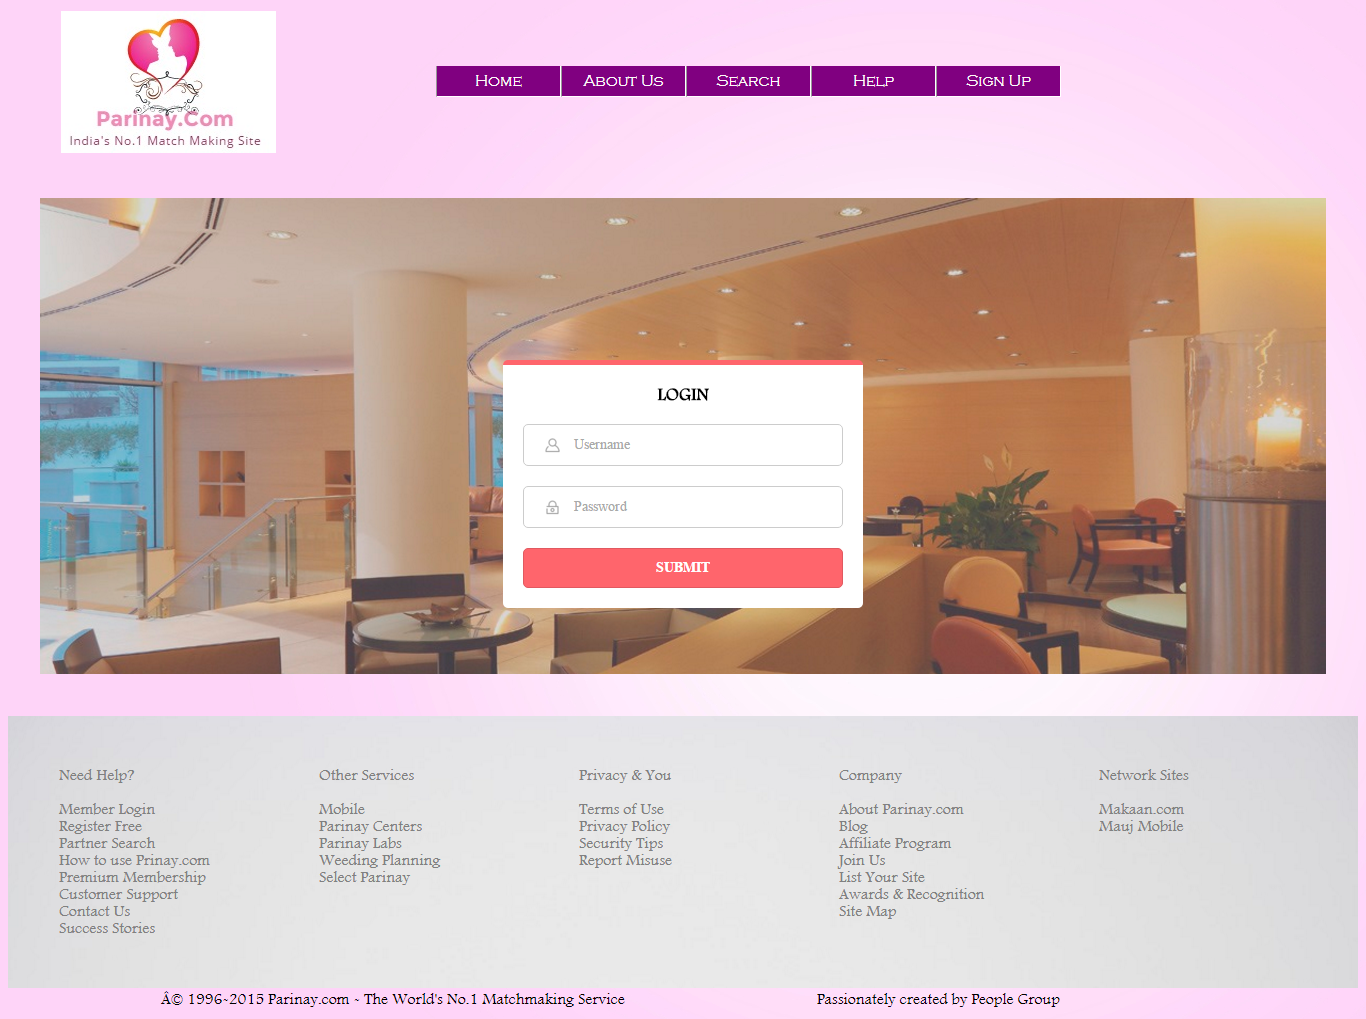 Parinay.Com
India's No.1 Match Making Site
Home
About Us
Search
Help
Sign Up
LOGIN
Username
Password
SUBMIT
Need Help?
Member Login
Register Free
Partner Search
How to use Prinay.com
Premium Membership
Customer Support
Contact Us
Success Stories
Other Services
Mobile
Parinay Centers
Parinay Labs
Weeding Planning
Select Parinay
Privacy & You
Terms of Use
Privacy Policy
Security Tips
Report Misuse
Company
About Parinay.com
Blog
Affiliate Program
Join Us
List Your Site
Awards & Recognition
Site Map
Network Sites
Makaan.com
Mauj Mobile
Â© 1996-2015 Parinay.com - The World's No.1 Matchmaking Service
Passionately created by People Group